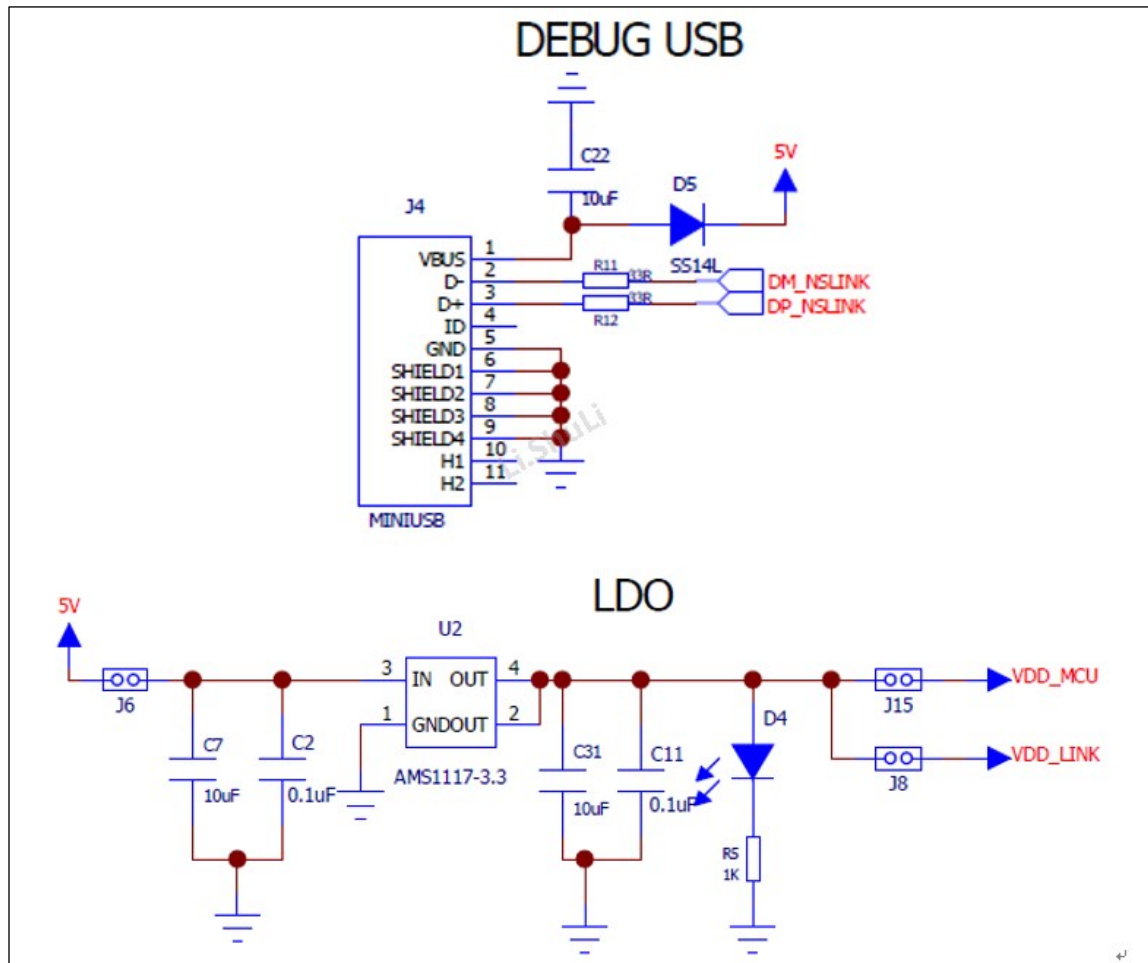 DEBUG USB
C22
10uF
5V
D5
SS14L
J4
VBUS 1
D- 2
D+ 3
ID 4
GND 5
SHIELD1 6
SHIELD2 7
SHIELD3 8
SHIELD4 9
H1 10
H2 11
MINIUSB
R11
33R
DM_NSLINK
33R
DP_NSLINK
R12
Li.ShuLi
LDO
5V
J6
U2
3 IN OUT 4
1 GNDOUT 2
AMS1117-3.3
C7
10uF
C2
0.1uF
C31
10uF
C11
0.1uF
D4
R5
1K
J15
VDD_MCU
J8
VDD_LINK